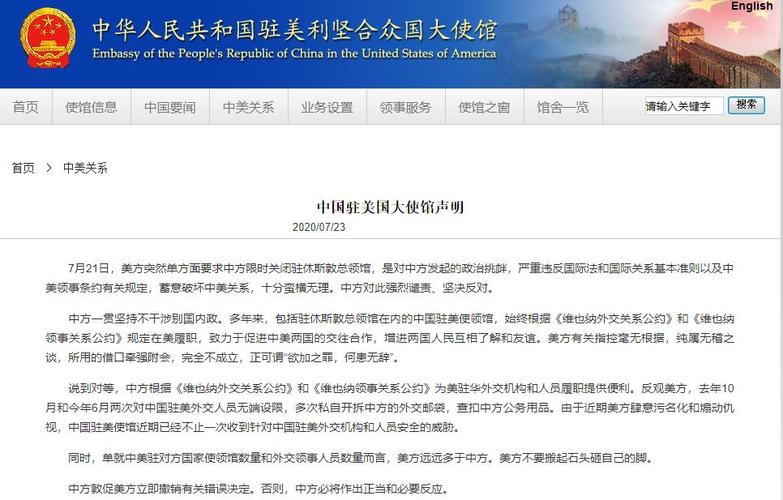 English
中华人民共和国驻美利坚合众国大使馆
Embassy of the People's Republic of China in the United States of America
首页 使馆信息 中国要闻 中美关系 业务设置 领事服务 使馆之窗 馆舍一览 请输入关键字 搜索
首页 > 中美关系
中国驻美国大使馆声明
2020/07/23
7月21日，美方突然单方面要求中方限时关闭驻休斯敦总领馆，是对中方发起的政治挑衅，严重违反国际法和国际关系基本准则以及中
美领事条约有关规定，蓄意破坏中美关系，十分蛮横无理。中方对此强烈谴责、坚决反对。
中方一贯坚持不干涉别国内政。多年来，包括驻休斯敦总领馆在内的中国驻美使领馆，始终根据《维也纳外交关系公约》和《维也纳
领事关系公约》规定在美履职，致力于促进中美两国的交往合作，增进两国人民互相了解和友谊。美方有关指控毫无根据，纯属无稽之
谈，所用的借口牵强附会，完全不成立，正可谓“欲加之罪，何患无辞”。
说到对等，中方根据《维也纳外交关系公约》和《维也纳领事关系公约》为美驻华外交机构和人员履职提供便利。反观美方，去年10
月和今年6月两次对中国驻美外交人员无端设限，多次私自开拆中方的外交邮袋，查扣中方公务用品。由于近期美方肆意污名化和煽动仇
视，中国驻美使馆近期已经不止一次收到针对中国驻美外交机构和人员安全的威胁。
同时，单就中美驻对方国家使领馆数量和外交领事人员数量而言，美方远远多于中方。美方不要搬起石头砸自己的脚。
中方敦促美方立即撤销有关错误决定。否则，中方必将作出正当和必要反应。